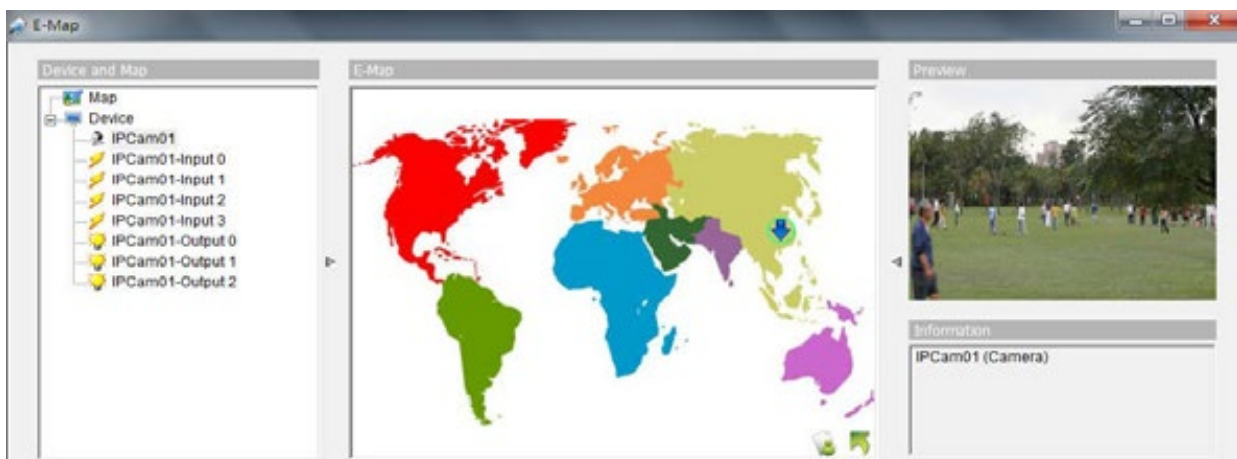 E-Map
Device and Map
Map
Device
IPCam01
IPCam01-Input 0
IPCam01-Input 1
IPCam01-Input 2
IPCam01-Input 3
IPCam01-Output 0
IPCam01-Output 1
IPCam01-Output 2
E-Map
Preview
Information
IPCam01 (Camera)